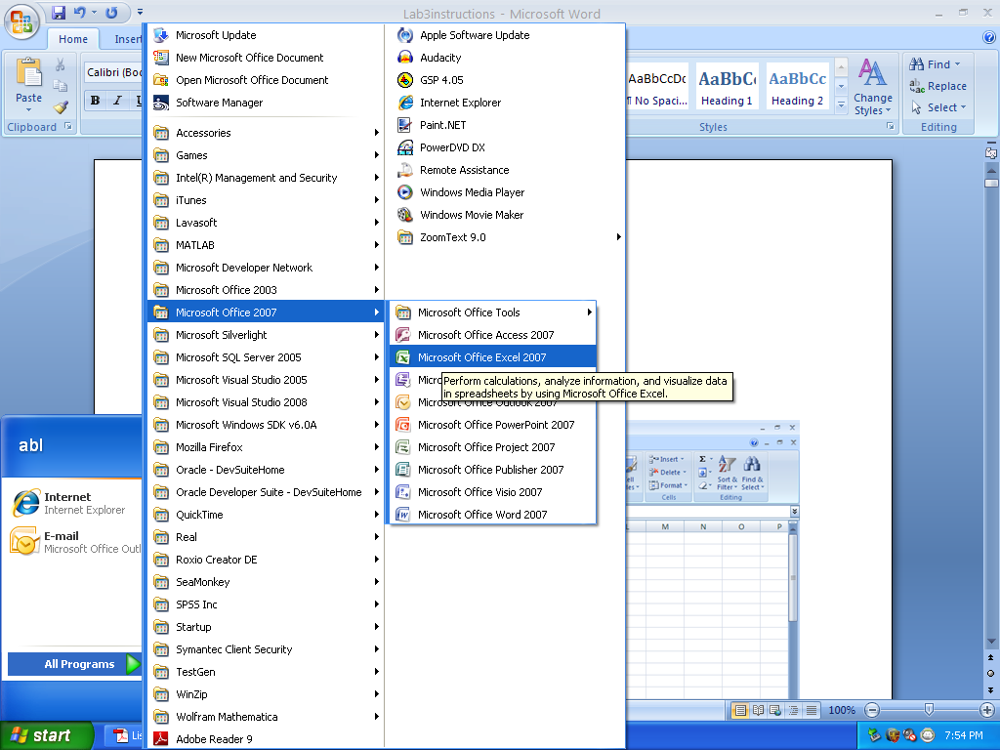 Lab3instructions - Microsoft Word
Home
Insert
Paste
Clipboard
Calibri (Boc
B I U
AaBbCcDc
¶ No Spaci...
AaBbC
Heading 1
AaBbCc
Heading 2
Change
Styles
Styles
Find
Replace
Select
Editing
Microsoft Update
New Microsoft Office Document
Open Microsoft Office Document
Software Manager
Accessories
Games
Intel(R) Management and Security
iTunes
Lavasoft
MATLAB
Microsoft Developer Network
Microsoft Office 2003
Microsoft Office 2007
Microsoft Silverlight
Microsoft SQL Server 2005
Microsoft Visual Studio 2005
Microsoft Visual Studio 2008
Microsoft Windows SDK v6.0A
Mozilla Firefox
Oracle - DevSuiteHome
Oracle Developer Suite - DevSuiteHome
QuickTime
Real
Roxio Creator DE
SeaMonkey
SPSS Inc
Startup
Symantec Client Security
TestGen
WinZip
Wolfram Mathematica
Adobe Reader 9
Apple Software Update
Audacity
GSP 4.05
Internet Explorer
Paint.NET
PowerDVD DX
Remote Assistance
Windows Media Player
Windows Movie Maker
ZoomText 9.0
Microsoft Office Tools
Microsoft Office Access 2007
Microsoft Office Excel 2007
Micro
Perform calculations, analyze information, and visualize data
in spreadsheets by using Microsoft Office Excel.
Microsoft Office Outlook 2007
Microsoft Office PowerPoint 2007
Microsoft Office Project 2007
Microsoft Office Publisher 2007
Microsoft Office Visio 2007
Microsoft Office Word 2007
Insert
Delete
Format
Cells
Σ
Sort &
Filter
Find &
Select
Editing
L M N O P
abl
Internet
Internet Explorer
E-mail
Microsoft Office Outl
All Programs
100%
start
Lis
7:54 PM